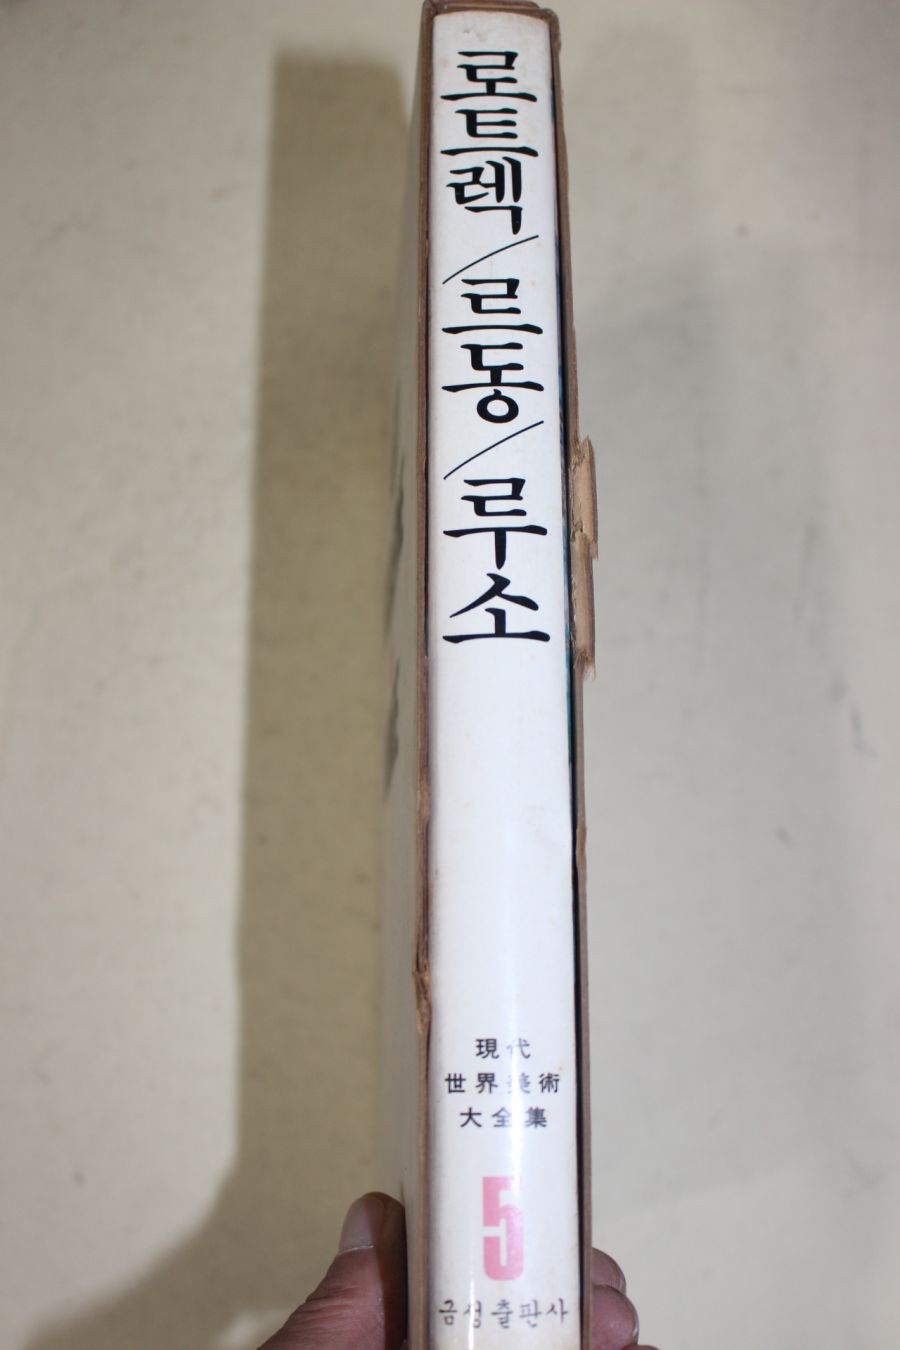 로트렉/르동/루소
現代
世界美術
大全集
5
금성출판사